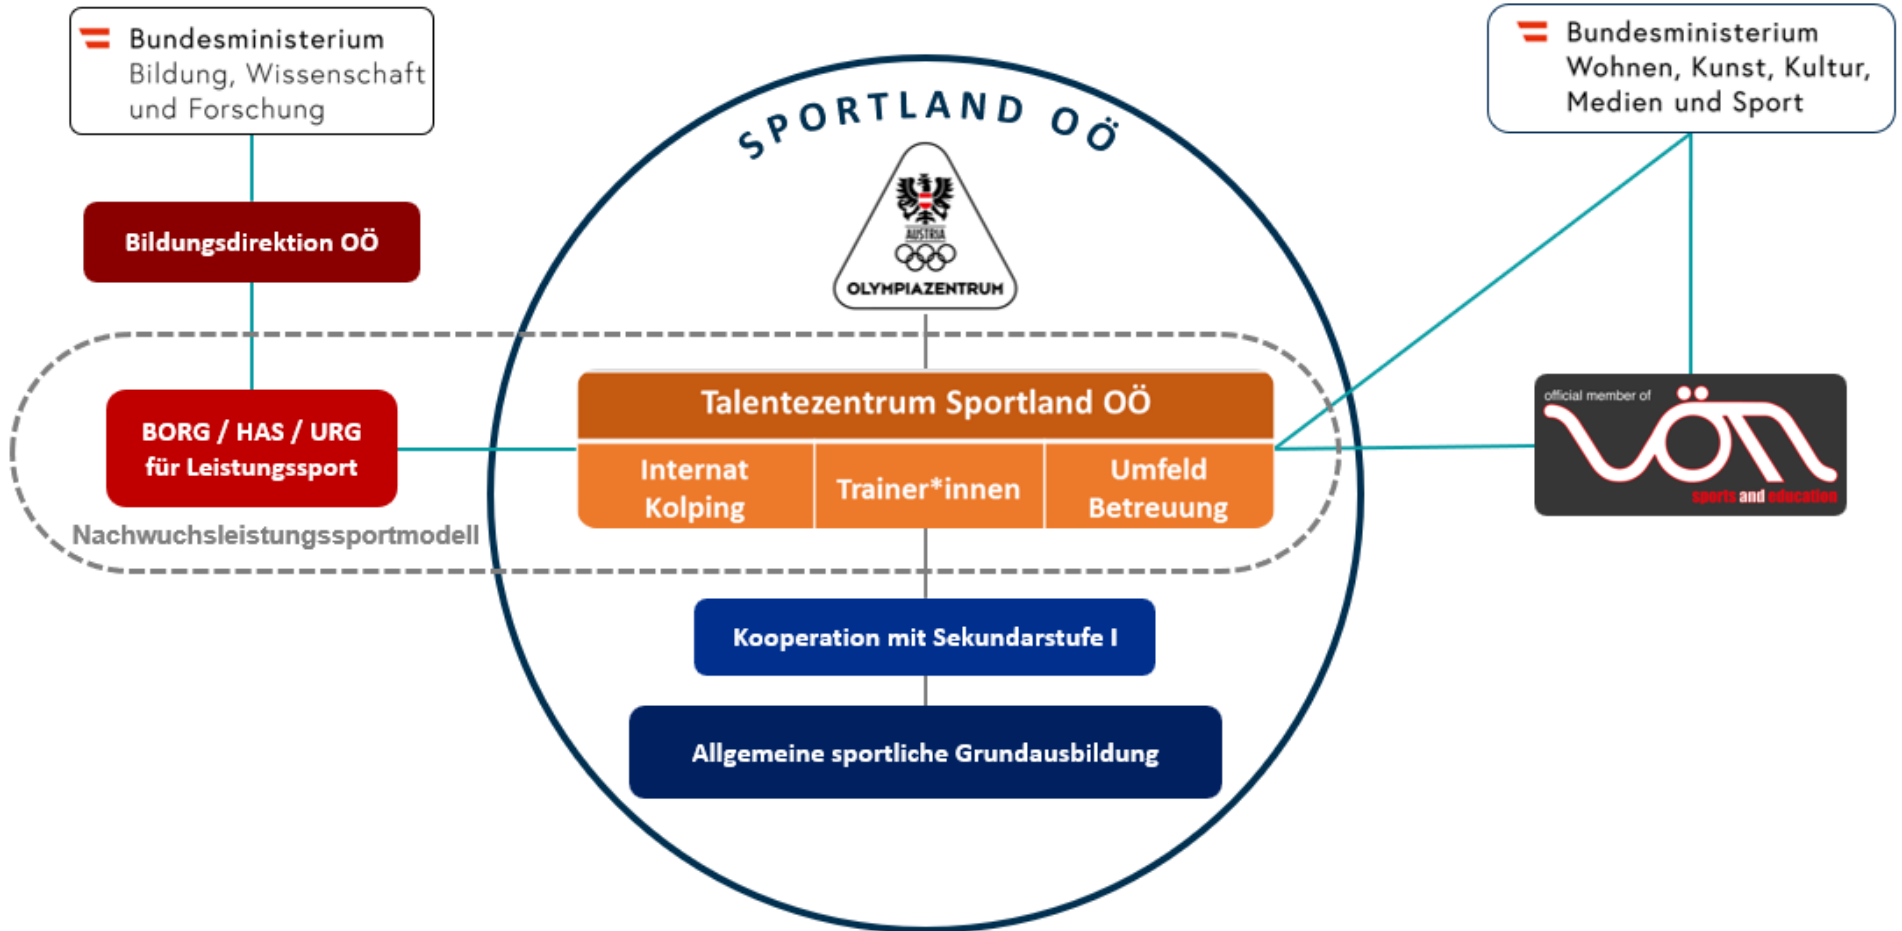 Bundesministerium
Bildung, Wissenschaft
und Forschung
Bundesministerium
Wohnen, Kunst, Kultur,
Medien und Sport
SPORTLAND OÖ
AUSTRIA
OLYMPIAZENTRUM
Bildungsdirektion OÖ
BORG / HAS / URG
für Leistungssport
Nachwuchsleistungssportmodell
Talentezentrum Sportland OÖ
Internat
Kolping
Trainer*innen
Umfeld
Betreuung
official member of
VÖN
sports and education
Kooperation mit Sekundarstufe I
Allgemeine sportliche Grundausbildung